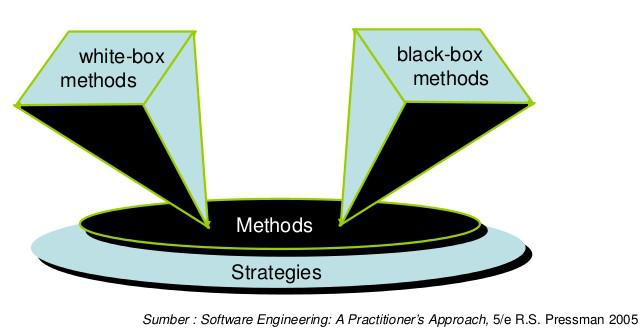 white-box
methods
black-box
methods
Methods
Strategies
Sumber : Software Engineering: A Practitioner's Approach, 5/e R.S. Pressman 2005